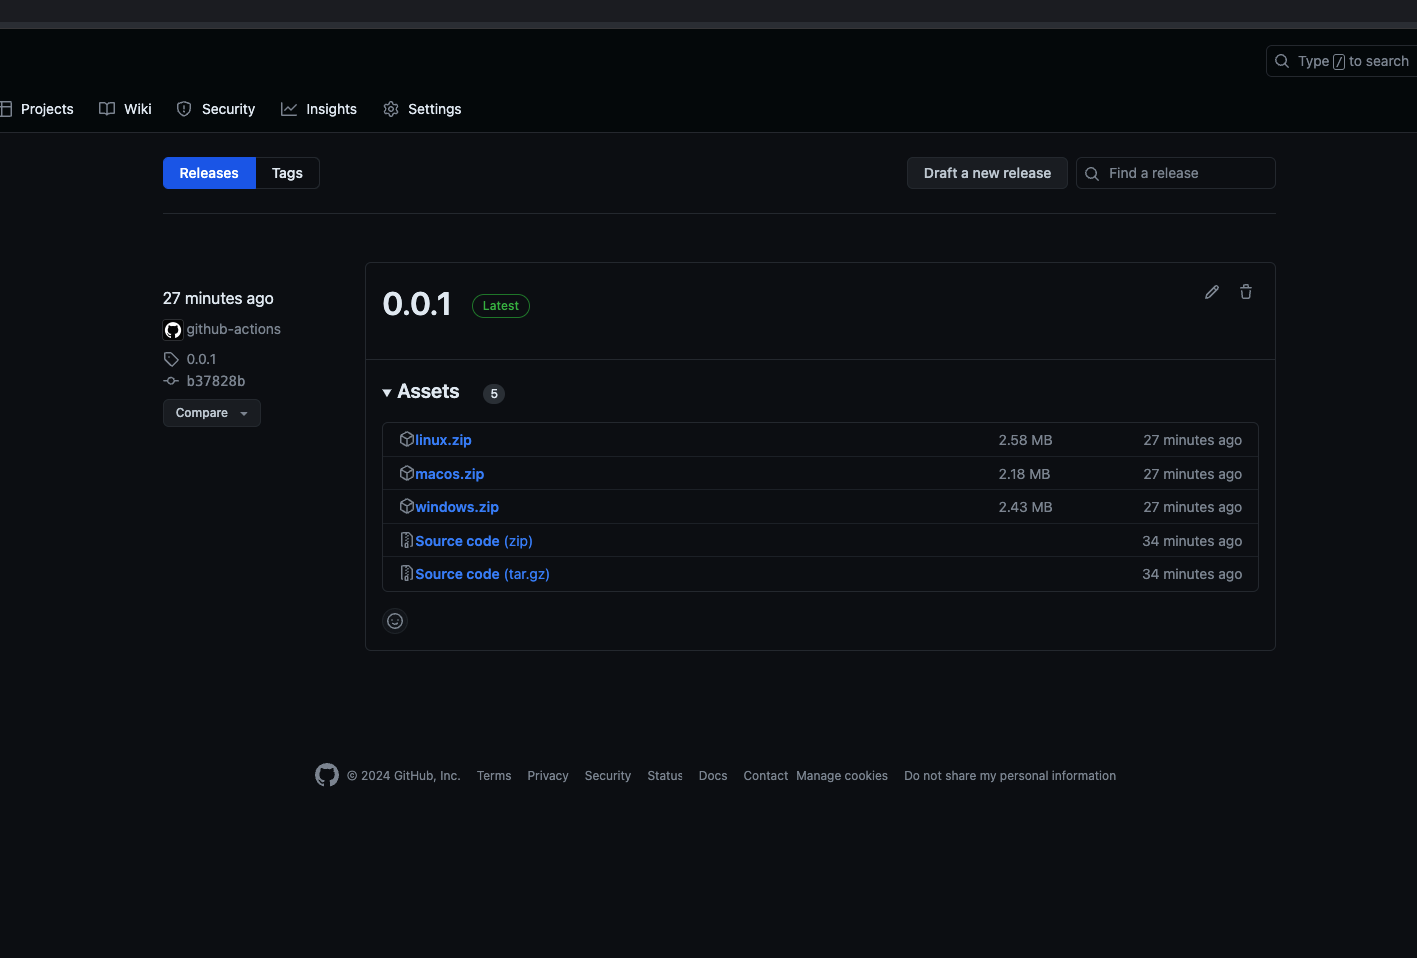 Type / to search
Projects Wiki Security Insights Settings
Releases Tags Draft a new release Find a release
27 minutes ago
github-actions
0.0.1
b37828b
Compare
0.0.1 Latest
Assets 5
linux.zip 2.58 MB 27 minutes ago
macos.zip 2.18 MB 27 minutes ago
windows.zip 2.43 MB 27 minutes ago
Source code (zip) 34 minutes ago
Source code (tar.gz) 34 minutes ago
© 2024 GitHub, Inc. Terms Privacy Security Status Docs Contact Manage cookies Do not share my personal information